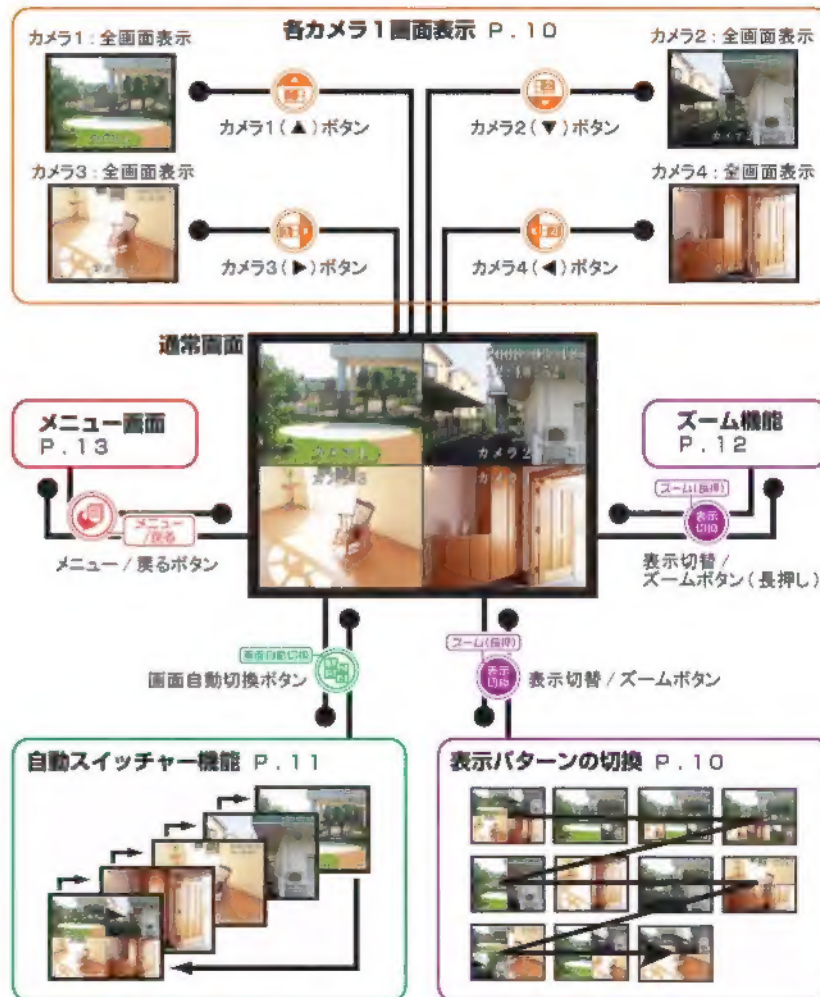 各カメラ1画面表示 P.10
カメラ1:全画面表示
カメラ2:全画面表示
カメラ1(▲)ボタン
カメラ2(▼)ボタン
カメラ3:全画面表示
カメラ4:全画面表示
カメラ3(▶)ボタン
カメラ4(◀)ボタン
通常画面
カメラ2
メニュー画面
P.13
ズーム機能
P.12
メニュー
/戻る
メニュー/戻るボタン
ズーム(長押)
表示
切替
表示切替/
ズームボタン(長押し)
画面自動切換
画面自動切換ボタン
ズーム(長押)
表示
切替
表示切替/ズームボタン
自動スイッチャー機能 P.11
表示パターンの切換 P.10